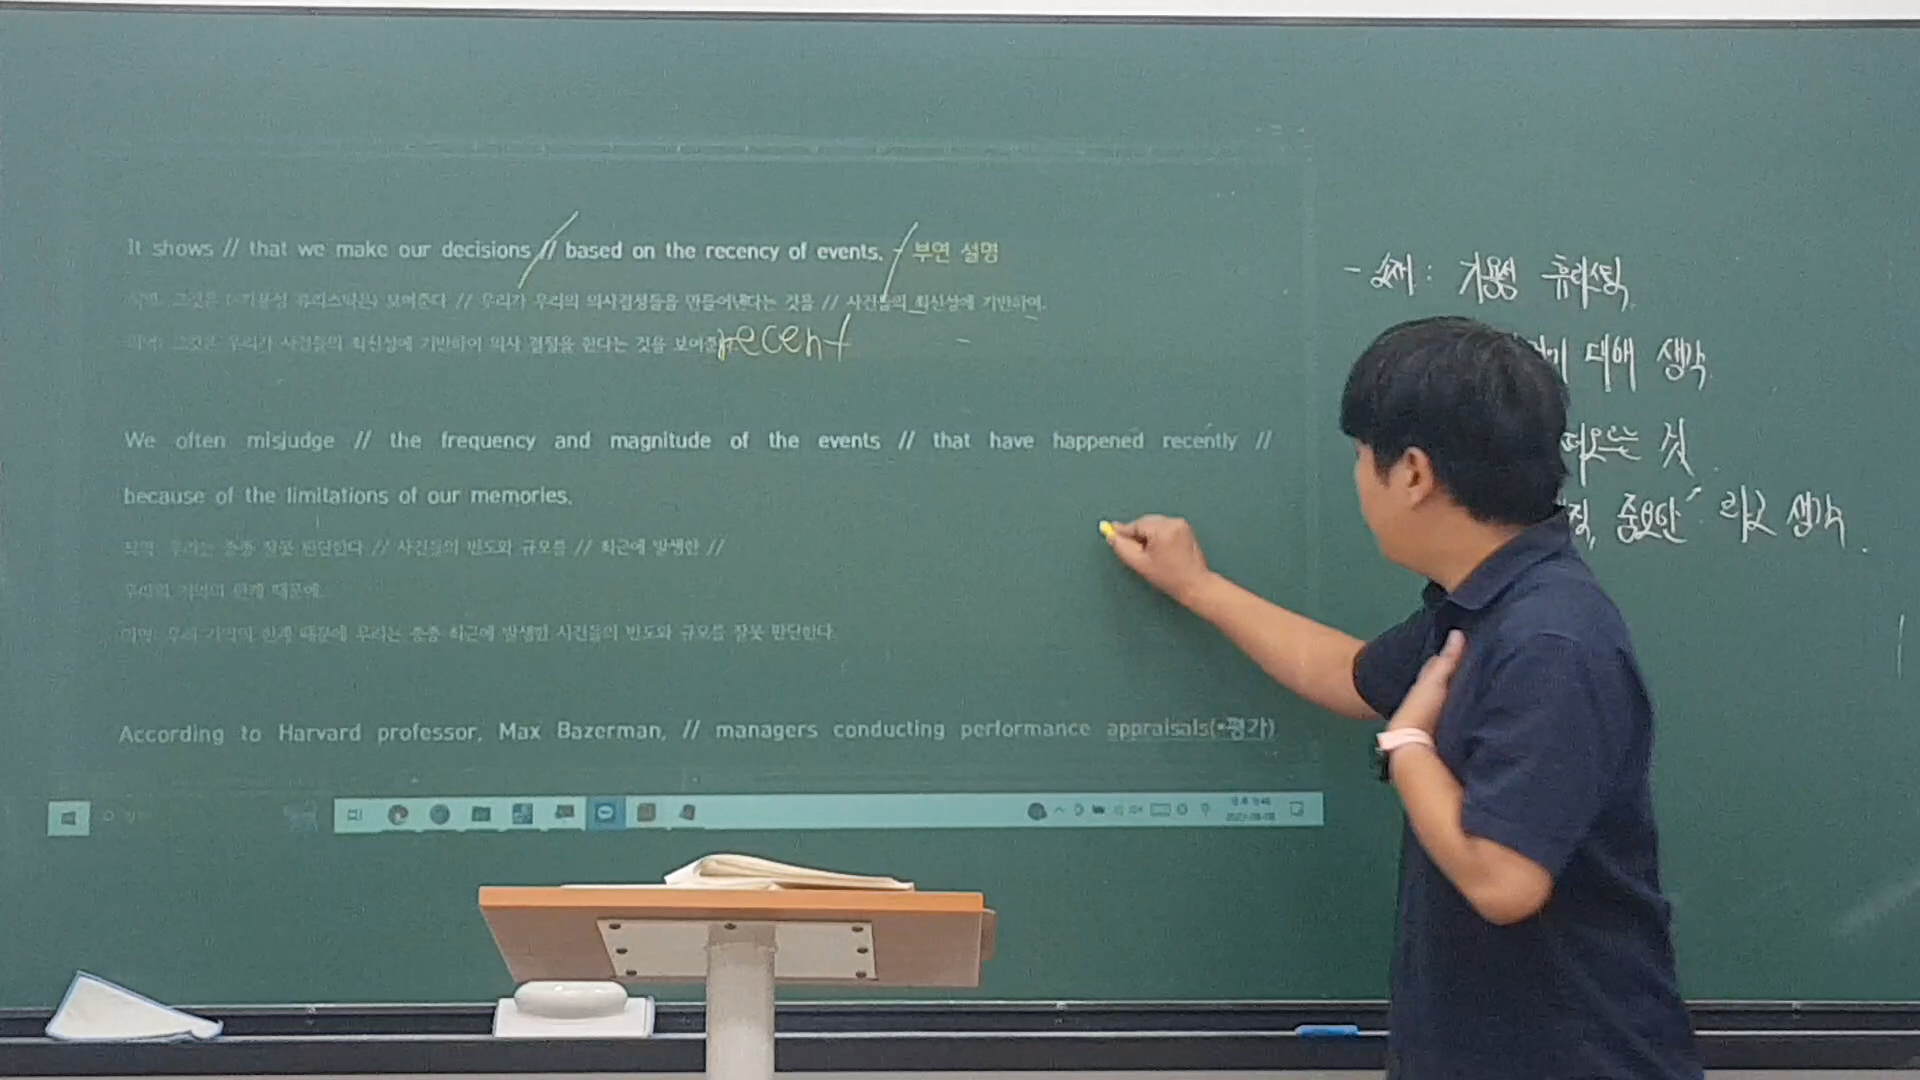 It shows // that we make our decisions // based on the recency of events. - 부연 설명
직역: 그것은 (=가용성 휴리스틱은) 보여준다 // 우리가 우리의 의사결정들을 만들어낸다는 것을 // 사건들의 최신성에 기반하여.
의역: 그것은 우리가 사건들의 최신성에 기반하여 의사 결정을 한다는 것을 보여준다.
recent
We often misjudge // the frequency and magnitude of the events // that have happened recently //
because of the limitations of our memories.
직역: 우리는 종종 잘못 판단한다 // 사건들의 빈도와 규모를 // 최근에 발생한 //
우리의 기억의 한계 때문에.
의역: 우리 기억의 한계 때문에 우리는 종종 최근에 발생한 사건들의 빈도와 규모를 잘못 판단한다.
According to Harvard professor, Max Bazerman, // managers conducting performance appraisals(*평가)
- 소재 : 가용성 휴리스틱
대해 생각
떠오르는 것
중요한" 라고 생각.